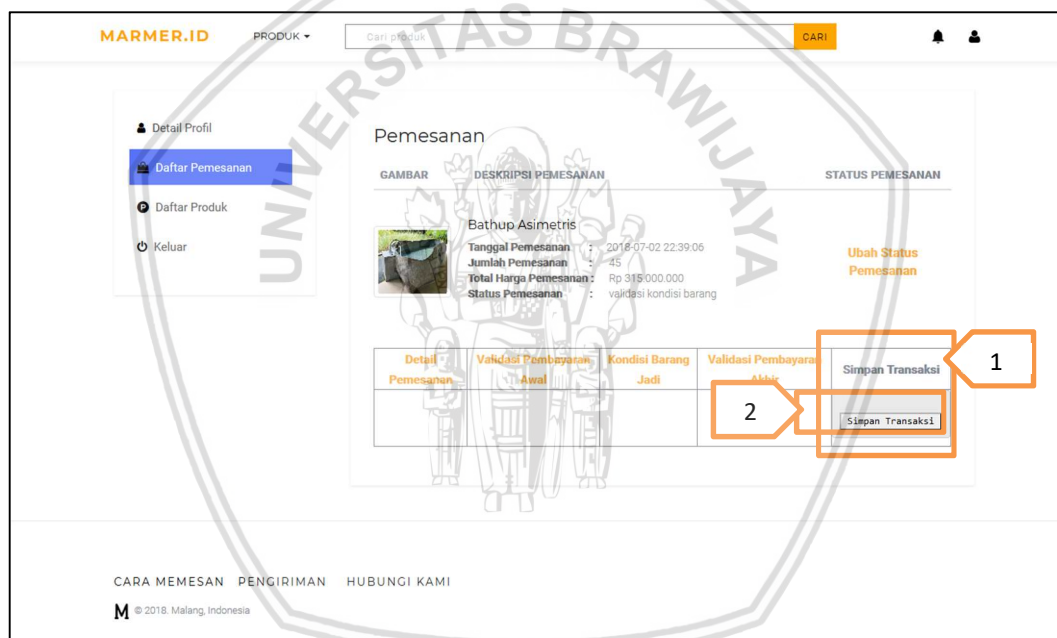 MARMER.ID PRODUK Cari produk CARI
UNIVERSITAS BRAWIJAYA
Detail Profil
Daftar Pemesanan
Daftar Produk
Keluar
Pemesanan
GAMBAR DESKRIPSI PEMESANAN STATUS PEMESANAN
Bathup Asimetris
Tanggal Pemesanan : 2018-07-02 22:39:06
Jumlah Pemesanan : 45
Total Harga Pemesanan : Rp 315.000.000
Status Pemesanan : validasi kondisi barang
Ubah Status
Pemesanan
Detail Validasi Pembayaran Kondisi Barang Validasi Pembayaran Simpan Transaksi
Pemesanan Awal Jadi Akhir
1
2
Simpan Transaksi
CARA MEMESAN PENGIRIMAN HUBUNGI KAMI
M © 2018. Malang, Indonesia